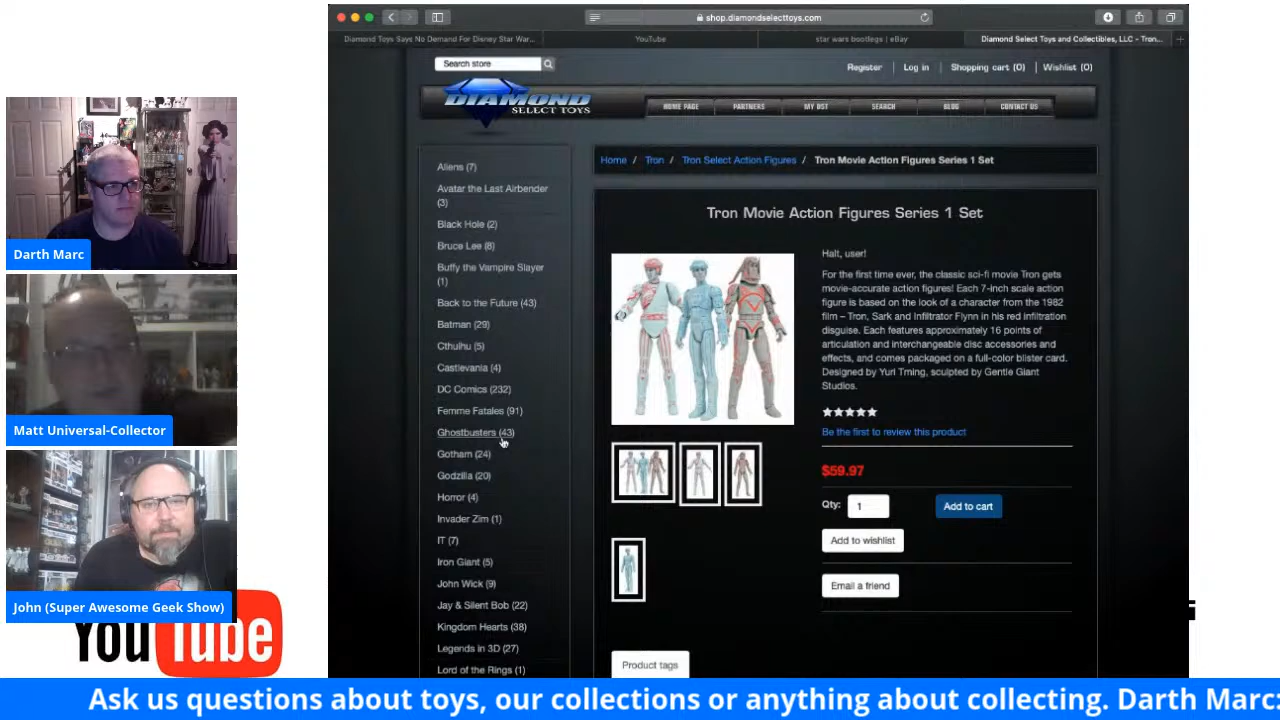 shop.diamondselecttoys.com
Diamond Toys Says No Demand For Disney Star War...
YouTube
star wars bootlegs | eBay
Diamond Select Toys and Collectibles, LLC - Tron...
Search store
Register
Log in
Shopping cart (0)
Wishlist (0)
DIAMOND
SELECT TOYS
HOME PAGE
PARTNERS
MY DST
SEARCH
BLOG
CONTACT US
Aliens (7)
Avatar the Last Airbender
(3)
Black Hole (2)
Bruce Lee (8)
Buffy the Vampire Slayer
(1)
Back to the Future (43)
Batman (29)
Cthulhu (5)
Castlevania (4)
DC Comics (232)
Femme Fatales (91)
Ghostbusters (43)
Gotham (24)
Godzilla (20)
Horror (4)
Invader Zim (1)
IT (7)
Iron Giant (5)
John Wick (9)
Jay & Silent Bob (22)
Kingdom Hearts (38)
Legends in 3D (27)
Lord of the Rings (1)
Home / Tron / Tron Select Action Figures / Tron Movie Action Figures Series 1 Set
Tron Movie Action Figures Series 1 Set
Halt, user!
For the first time ever, the classic sci-fi movie Tron gets
movie-accurate action figures! Each 7-inch scale action
figure is based on the look of a character from the 1982
film – Tron, Sark and Infiltrator Flynn in his red infiltration
disguise. Each features approximately 16 points of
articulation and interchangeable disc accessories and
effects, and comes packaged on a full-color blister card.
Designed by Yuri Tming, sculpted by Gentle Giant
Studios.
Be the first to review this product
$59.97
Qty: 1
Add to cart
Add to wishlist
Email a friend
Product tags
Darth Marc
Matt Universal-Collector
John (Super Awesome Geek Show)
YouTube
Ask us questions about toys, our collections or anything about collecting. Darth Marc: